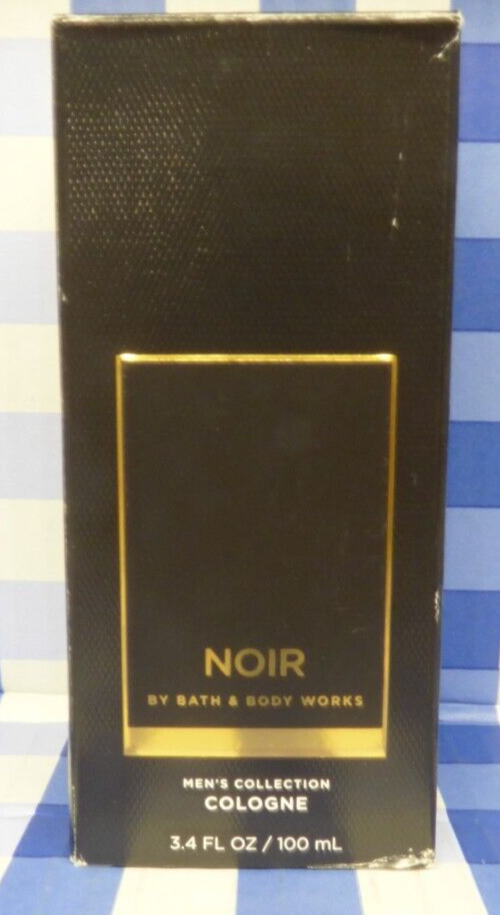 NOIR
BY BATH & BODY WORKS
MEN'S COLLECTION
COLOGNE
3.4 FL OZ / 100 mL